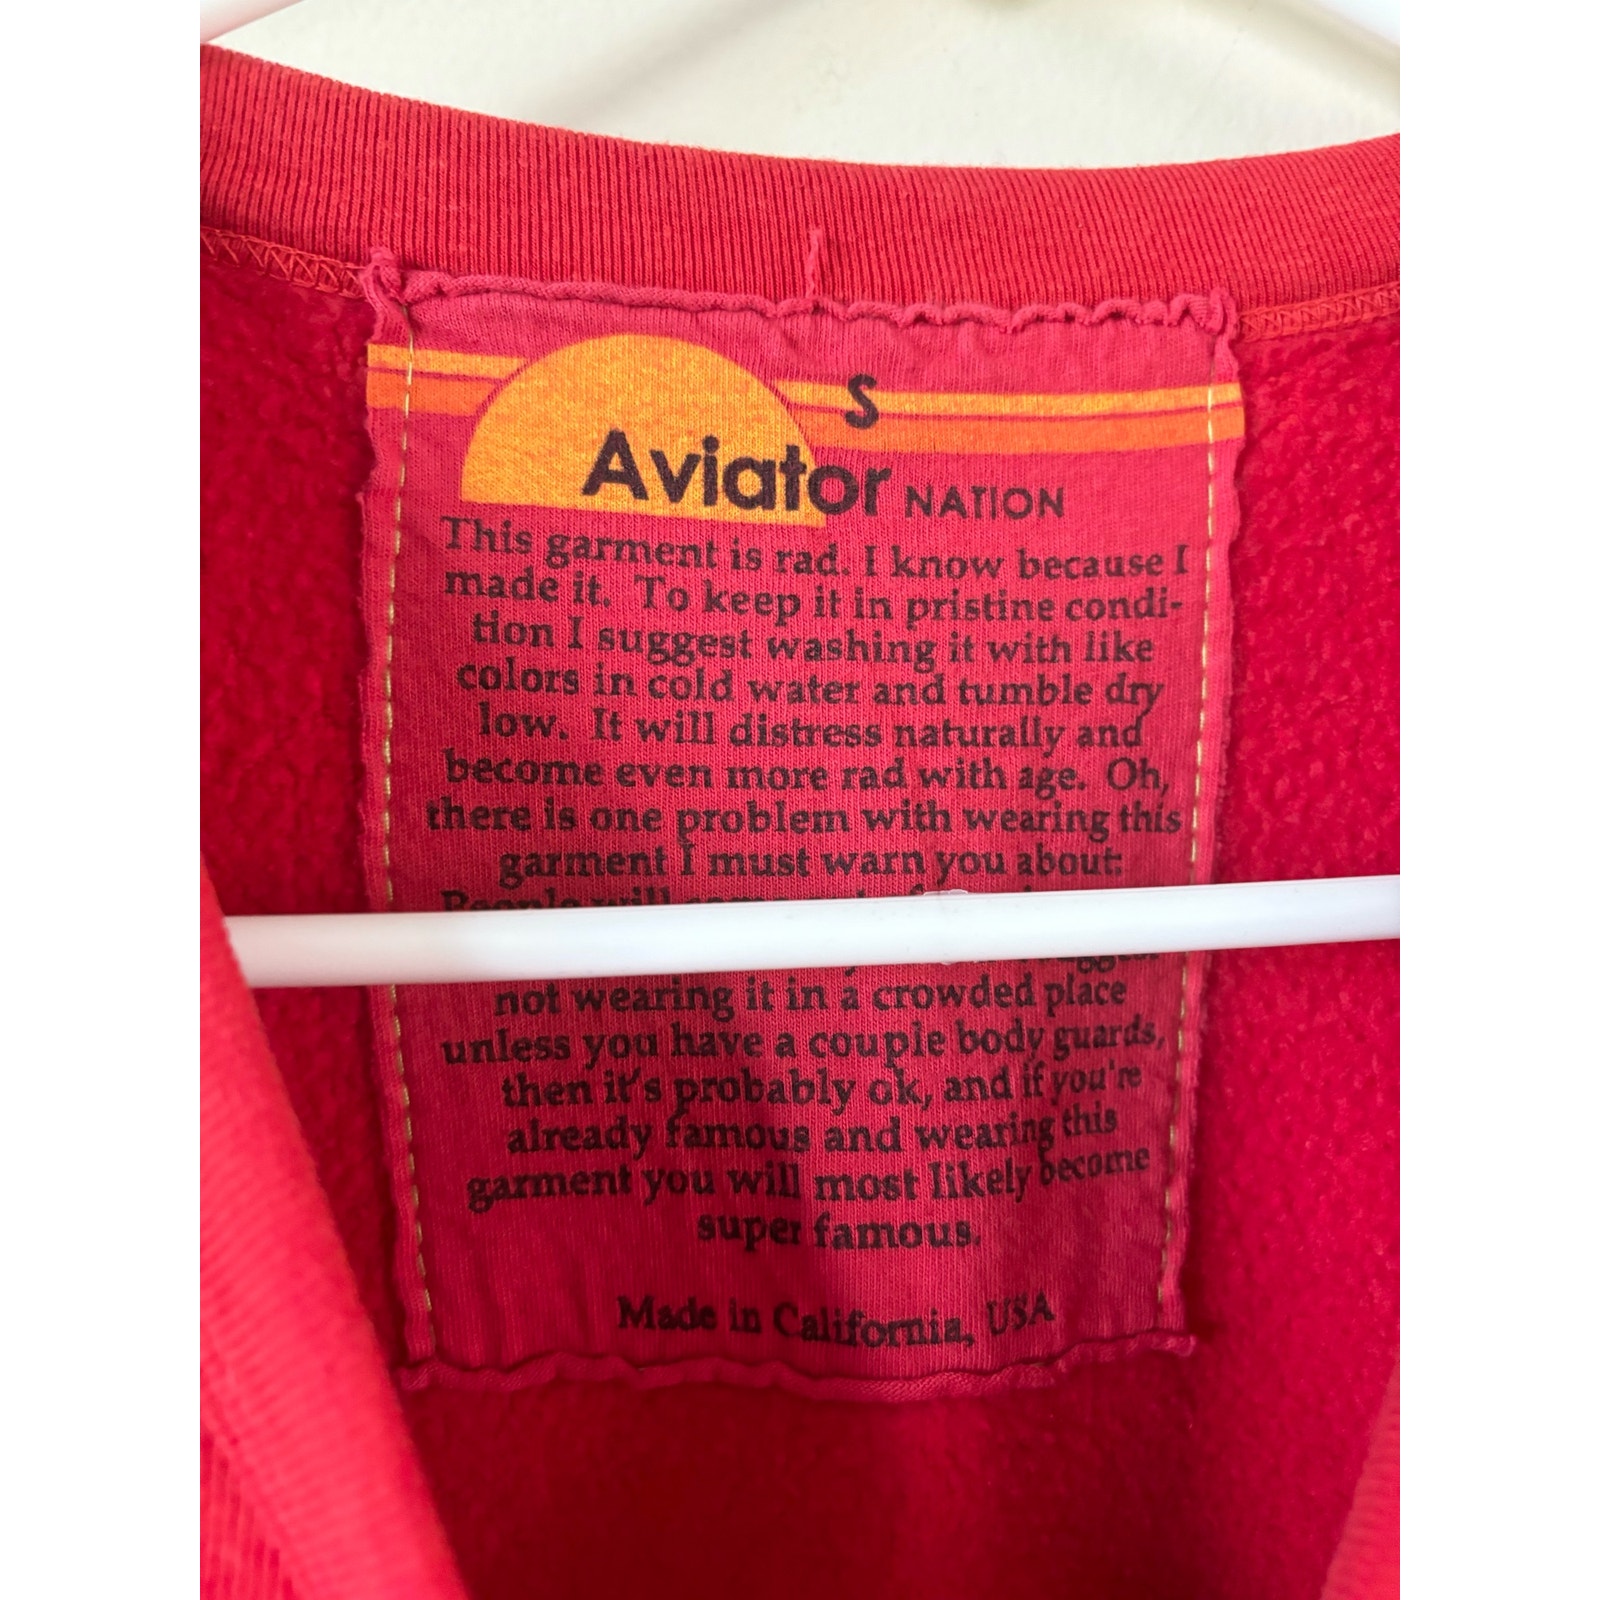 S
Aviator NATION
This garment is rad. I know because I
made it. To keep it in pristine condi-
tion I suggest washing it with like
colors in cold water and tumble dry
low. It will distress naturally and
become even more rad with age. Oh,
there is one problem with wearing this
garment I must warn you about:
People will
not wearing it in a crowded place
unless you have a couple body guards,
then it's probably ok, and if you're
already famous and wearing this
garment you will most likely become
super famous.
Made in California, USA